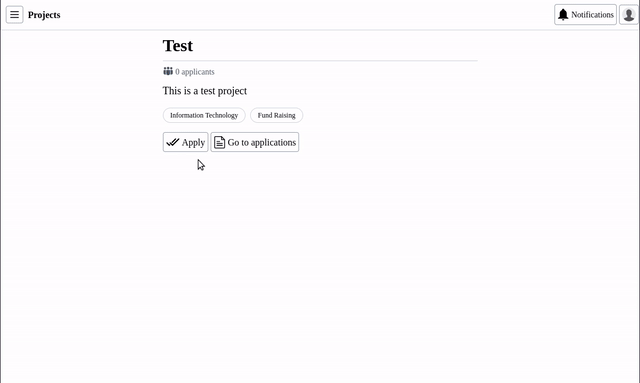 Projects
Notifications
Test
0 applicants
This is a test project
Information Technology
Fund Raising
Apply
Go to applications